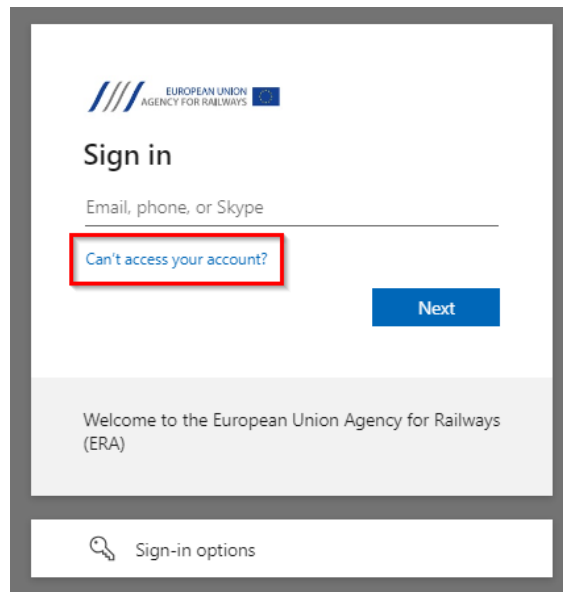 EUROPEAN UNION
AGENCY FOR RAILWAYS
Sign in
Email, phone, or Skype
Can't access your account?
Next
Welcome to the European Union Agency for Railways
(ERA)
Sign-in options